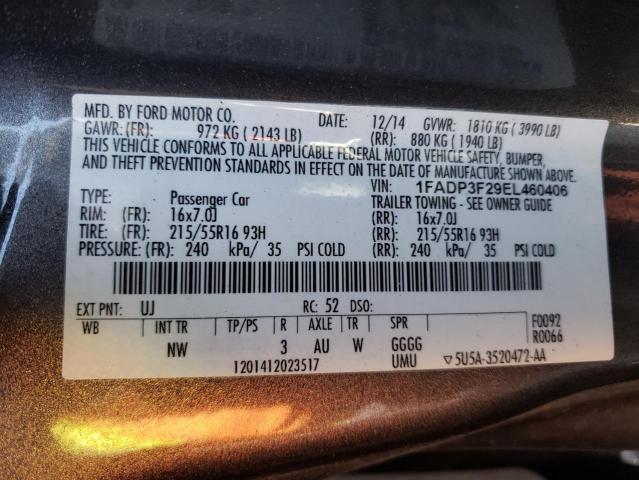 MFD. BY FORD MOTOR CO. DATE: 12/14 GVWR: 1810 KG ( 3990 LB)
GAWR: (FR): 972 KG ( 2143 LB) (RR): 880 KG ( 1940 LB)
THIS VEHICLE CONFORMS TO ALL APPLICABLE FEDERAL MOTOR VEHICLE SAFETY, BUMPER,
AND THEFT PREVENTION STANDARDS IN EFFECT ON THE DATE OF MANUFACTURE SHOWN ABOVE.
VIN: 1FADP3F29EL460406
TYPE: Passenger Car TRAILER TOWING - SEE OWNER GUIDE
RIM: (FR): 16x7.0J (RR): 16x7.0J
TIRE: (FR): 215/55R16 93H (RR): 215/55R16 93H
PRESSURE: (FR): 240 kPa/ 35 PSI COLD (RR): 240 kPa/ 35 PSI COLD
EXT PNT: UJ RC: 52 DSO:
WB INT TR TP/PS R AXLE TR SPR F0092
R0066
NW 3 AU W GGGG
1201412023517 UMU ▽5U5A-3520472-AA